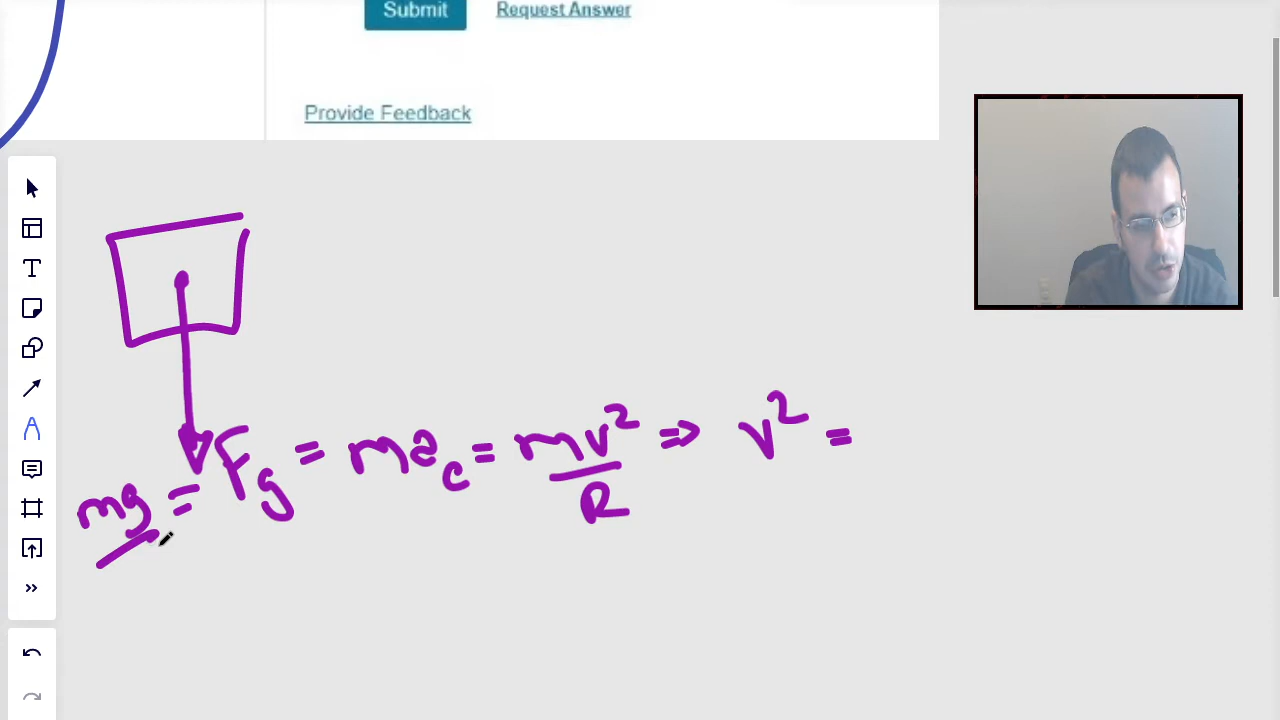 Submit Request Answer
Provide Feedback
mg = Fg = mac = mv²/R ⇒ v² =